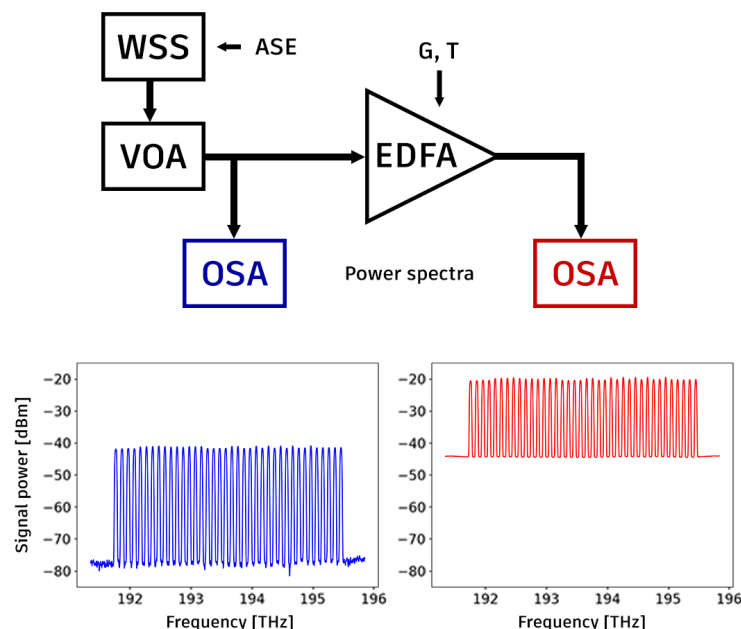 WSS
ASE
G, T
VOA
EDFA
OSA
Power spectra
OSA
Signal power [dBm]
−20
−30
−40
−50
−60
−70
−80
192
193
194
195
196
Frequency [THz]
−20
−30
−40
−50
−60
−70
−80
192
193
194
195
196
Frequency [THz]